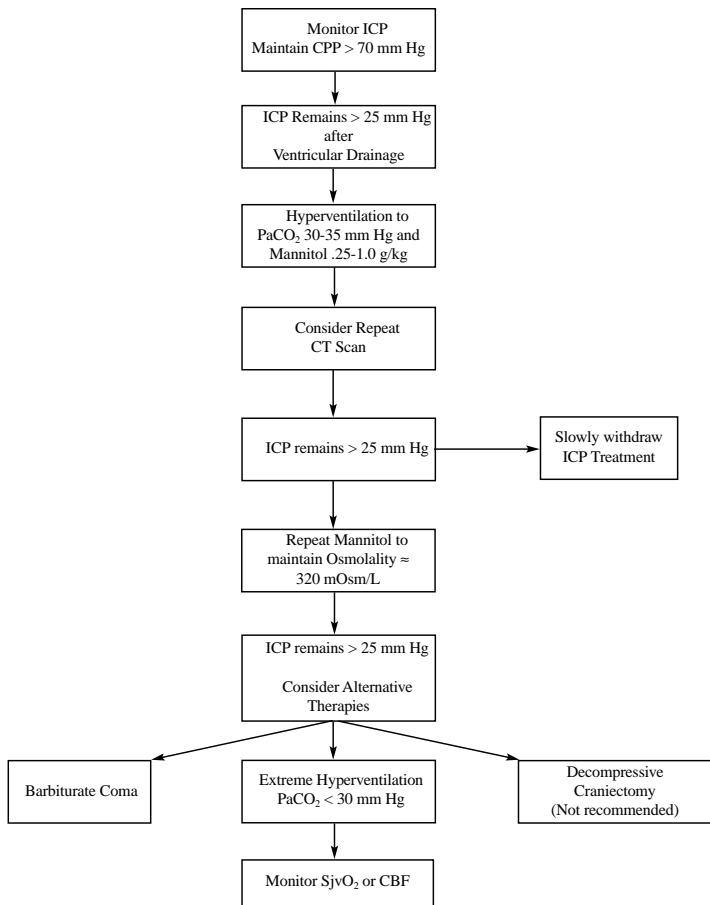 Monitor ICP
Maintain CPP > 70 mm Hg
ICP Remains > 25 mm Hg
after
Ventricular Drainage
Hyperventilation to
PaCO₂ 30-35 mm Hg and
Mannitol .25-1.0 g/kg
Consider Repeat
CT Scan
ICP remains > 25 mm Hg
Slowly withdraw
ICP Treatment
Repeat Mannitol to
maintain Osmolality ≈
320 mOsm/L
ICP remains > 25 mm Hg
Consider Alternative
Therapies
Barbiturate Coma
Extreme Hyperventilation
PaCO₂ < 30 mm Hg
Decompressive
Craniectomy
(Not recommended)
Monitor SjvO₂ or CBF